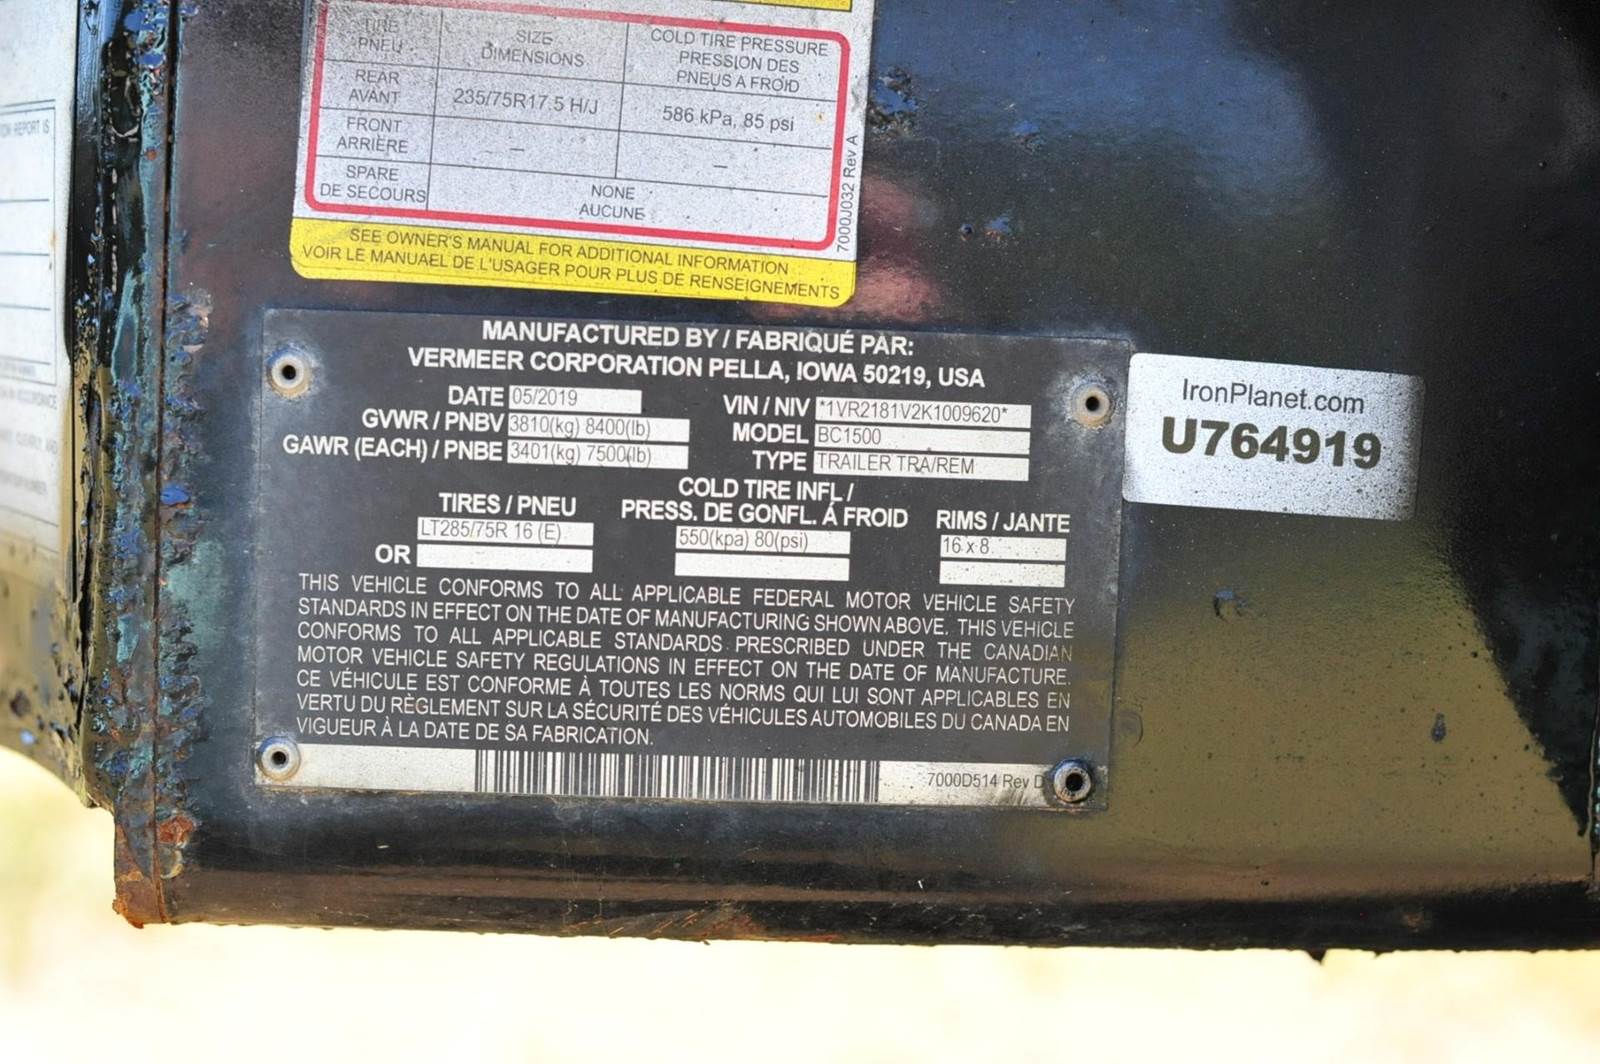 TIRE
PNEU
SIZE
DIMENSIONS
COLD TIRE PRESSURE
PRESSION DES
PNEUS A FROID
REAR
AVANT
235/75R17.5 H/J
586 kPa, 85 psi
FRONT
ARRIÈRE
–
–
SPARE
DE SECOURS
NONE
AUCUNE
7000J032 Rev A
SEE OWNER'S MANUAL FOR ADDITIONAL INFORMATION
VOIR LE MANUAEL DE L'USAGER POUR PLUS DE RENSEIGNEMENTS
REPORT IS
MANUFACTURED BY / FABRIQUÉ PAR:
VERMEER CORPORATION PELLA, IOWA 50219, USA
DATE 05/2019
GVWR / PNBV 3810(kg) 8400(lb)
GAWR (EACH) / PNBE 3401(kg) 7500(lb)
VIN / NIV *1VR2181V2K1009620*
MODEL BC1500
TYPE TRAILER TRA/REM
TIRES / PNEU
LT285/75R 16 (E)
OR
COLD TIRE INFL /
PRESS. DE GONFL. Á FROID
550(kpa) 80(psi)
RIMS / JANTE
16 x 8
THIS VEHICLE CONFORMS TO ALL APPLICABLE FEDERAL MOTOR VEHICLE SAFETY
STANDARDS IN EFFECT ON THE DATE OF MANUFACTURING SHOWN ABOVE. THIS VEHICLE
CONFORMS TO ALL APPLICABLE STANDARDS PRESCRIBED UNDER THE CANADIAN
MOTOR VEHICLE SAFETY REGULATIONS IN EFFECT ON THE DATE OF MANUFACTURE.
CE VÉHICULE EST CONFORME À TOUTES LES NORMS QUI LUI SONT APPLICABLES EN
VERTU DU RÈGLEMENT SUR LA SÉCURITÉ DES VÉHICULES AUTOMOBILES DU CANADA EN
VIGUEUR À LA DATE DE SA FABRICATION.
7000D514 Rev D
IronPlanet.com
U764919